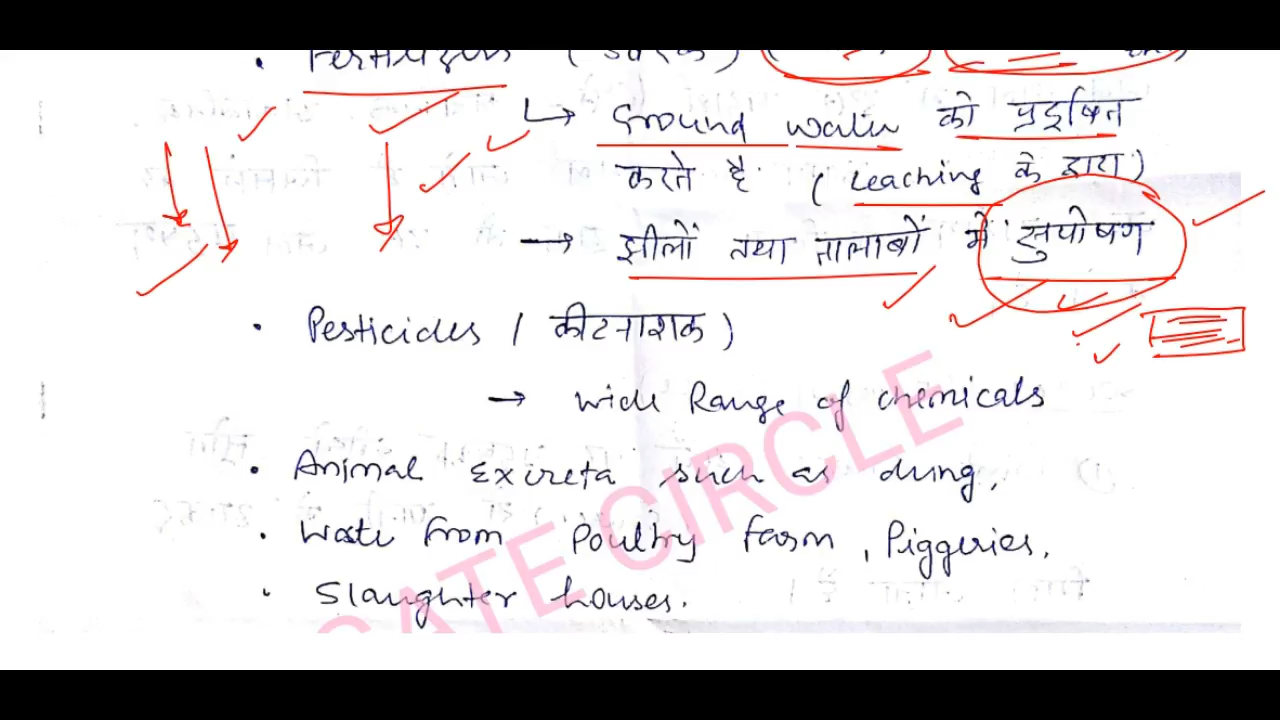 • Fertilizers (
↳ Ground water को प्रदूषित
करते है (Leaching के द्वारा)
→ झीलों तथा तालाबों में सुपोषण
• Pesticides (कीटनाशक)
→ wide Range of chemicals
• Animal Excreta such as dung,
• Waste from Poultry farm, Piggeries,
• Slaughter houses.
GATE CIRCLE